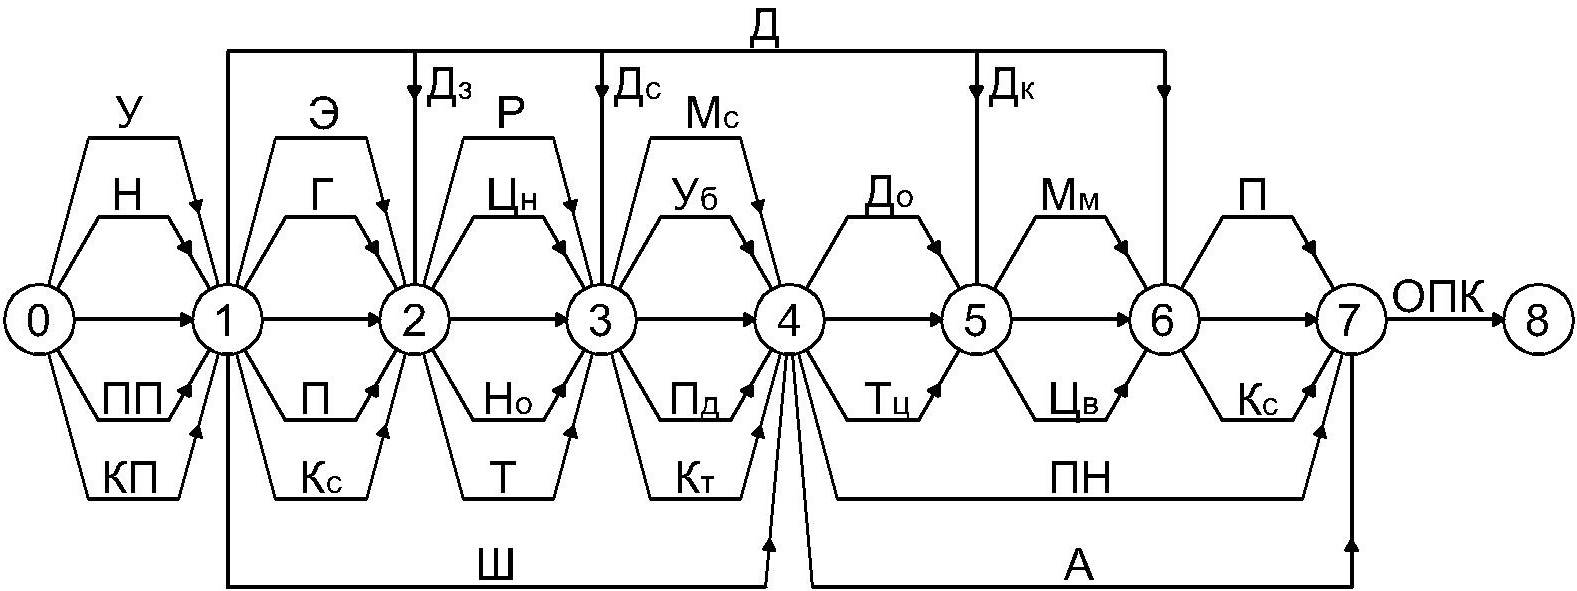 Д
Дз Дс Дк
У Э Р Мс
Н Г Цн Уб До Мм П
ОПК
0 1 2 3 4 5 6 7 8
ПП П Но Пд Тц Цв Кс
КП Кс Т Кт ПН
Ш А